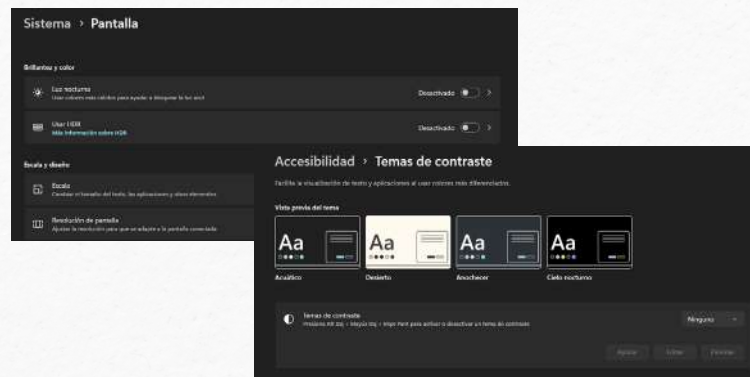 Sistema > Pantalla
Brillantez y color
Luz nocturna
Usar colores más cálidos para ayudar a bloquear la luz azul
Desactivado
Usar HDR
Más información sobre HDR
Desactivado
Escala y diseño
Escala
Cambiar el tamaño del texto, las aplicaciones y otros elementos
Resolución de pantalla
Ajustar la resolución para que se adapte a la pantalla conectada
Accesibilidad > Temas de contraste
Facilite la visualización de texto y aplicaciones al usar colores más diferenciados.
Vista previa del tema
Aa Aa Aa Aa
Acuático Desierto Anochecer Cielo nocturno
Temas de contraste
Presione Alt Izq + Mayús Izq + Impr Pant para activar o desactivar un tema de contraste
Ninguno
Aplicar Editar